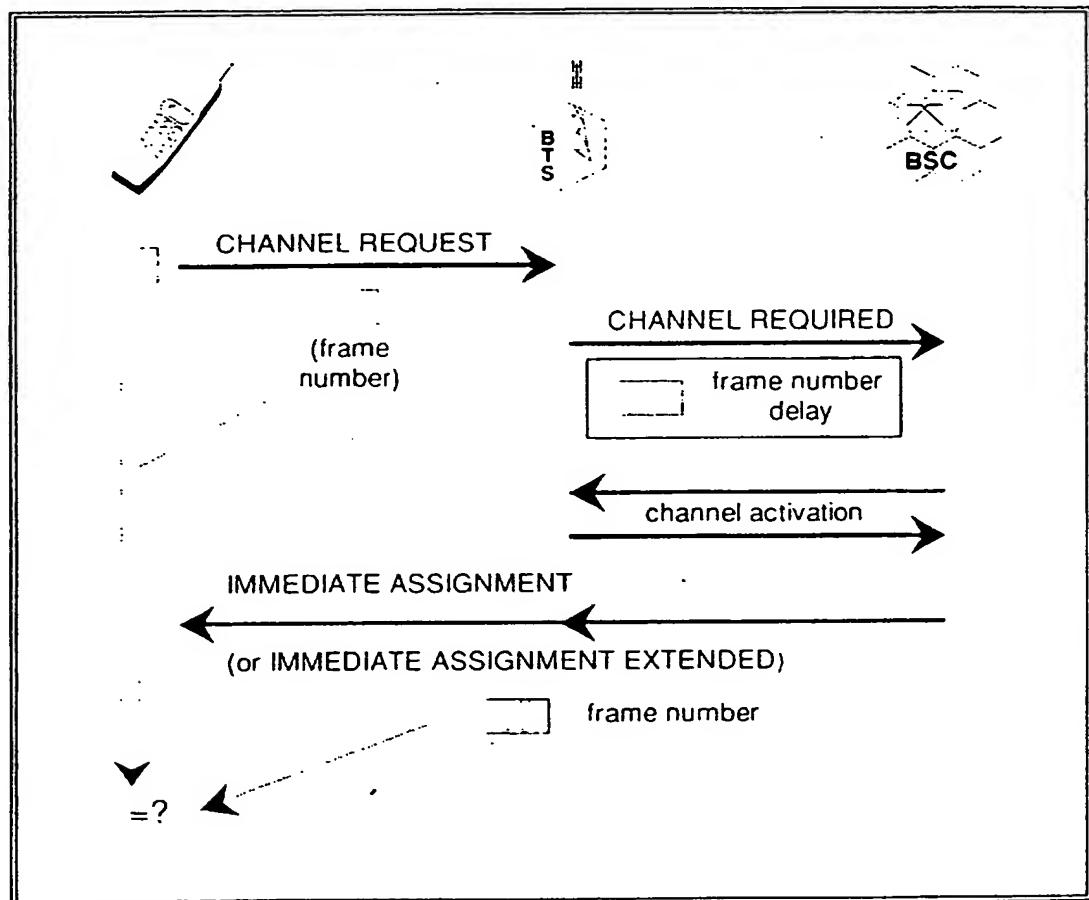 BTS
BSC
CHANNEL REQUEST
CHANNEL REQUIRED
(frame
number)
frame number
delay
channel activation
IMMEDIATE ASSIGNMENT
(or IMMEDIATE ASSIGNMENT EXTENDED)
frame number
=?